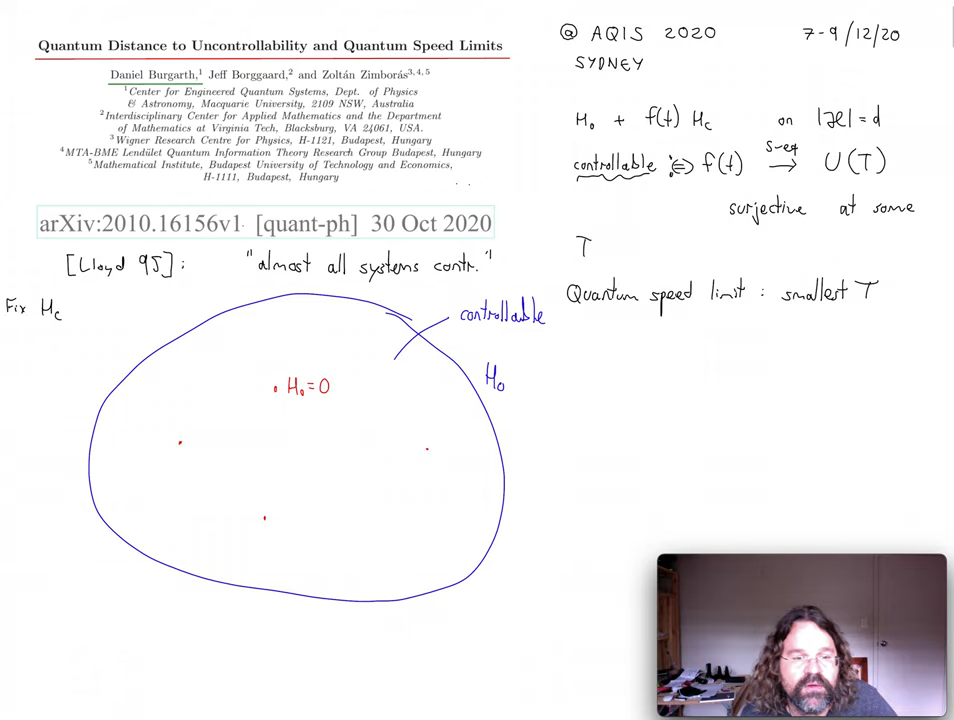 Quantum Distance to Uncontrollability and Quantum Speed Limits
Daniel Burgarth,¹ Jeff Borggaard,² and Zoltán Zimborás³,⁴,⁵
¹Center for Engineered Quantum Systems, Dept. of Physics
& Astronomy, Macquarie University, 2109 NSW, Australia
²Interdisciplinary Center for Applied Mathematics and the Department
of Mathematics at Virginia Tech, Blacksburg, VA 24061, USA.
³Wigner Research Centre for Physics, H-1121, Budapest, Hungary
⁴MTA-BME Lendület Quantum Information Theory Research Group Budapest, Hungary
⁵Mathematical Institute, Budapest University of Technology and Economics,
H-1111, Budapest, Hungary
arXiv:2010.16156v1 [quant-ph] 30 Oct 2020
[Lloyd 95]: "almost all systems contr."
Fix H_c
controllable
H₀
H₀=0
@ AQIS 2020 7-9/12/20
SYDNEY
H₀ + f(t) H_c on |ℋ|=d
controllable :⇔ f(t) S-eq → U(T)
surjective at some
T
Quantum speed limit : smallest T